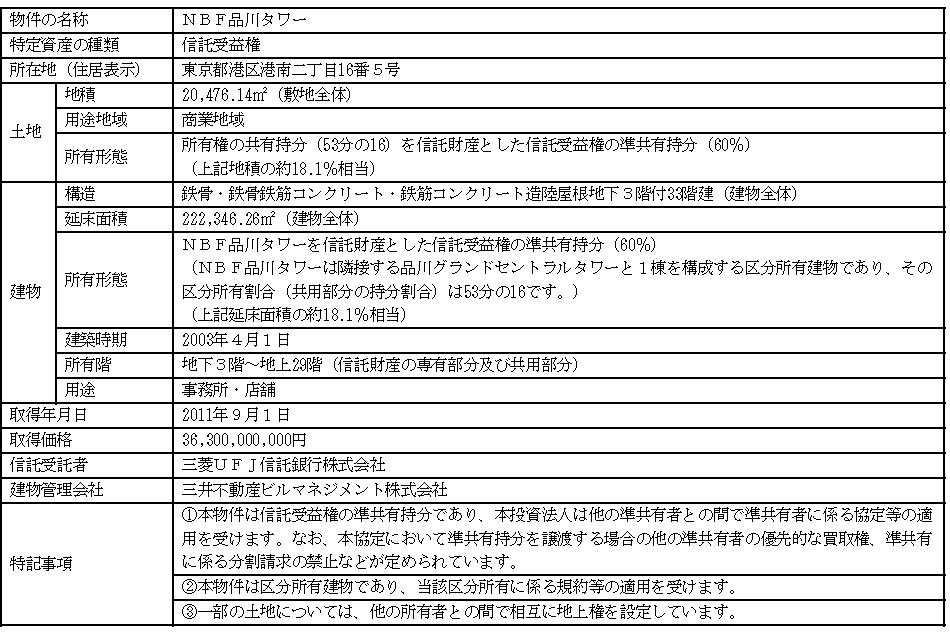 物件の名称 NBF品川タワー
特定資産の種類 信託受益権
所在地（住居表示） 東京都港区港南二丁目16番5号
土地
地積 20,476.14㎡（敷地全体）
用途地域 商業地域
所有形態 所有権の共有持分（53分の16）を信託財産とした信託受益権の準共有持分（60%）
（上記地積の約18.1%相当）
建物
構造 鉄骨・鉄骨鉄筋コンクリート・鉄筋コンクリート造陸屋根地下3階付33階建（建物全体）
延床面積 222,346.26㎡（建物全体）
所有形態 NBF品川タワーを信託財産とした信託受益権の準共有持分（60%）
（NBF品川タワーは隣接する品川グランドセントラルタワーと1棟を構成する区分所有建物であり、その
区分所有割合（共用部分の持分割合）は53分の16です。）
（上記延床面積の約18.1%相当）
建築時期 2003年4月1日
所有階 地下3階～地上29階（信託財産の専有部分及び共用部分）
用途 事務所・店舗
取得年月日 2011年9月1日
取得価格 36,300,000,000円
信託受託者 三菱UFJ信託銀行株式会社
建物管理会社 三井不動産ビルマネジメント株式会社
特記事項
①本物件は信託受益権の準共有持分であり、本投資法人は他の準共有者との間で準共有者に係る協定等の適
用を受けます。なお、本協定において準共有持分を譲渡する場合の他の準共有者の優先的な買取権、準共有
に係る分割請求の禁止などが定められています。
②本物件は区分所有建物であり、当該区分所有に係る規約等の適用を受けます。
③一部の土地については、他の所有者との間で相互に地上権を設定しています。